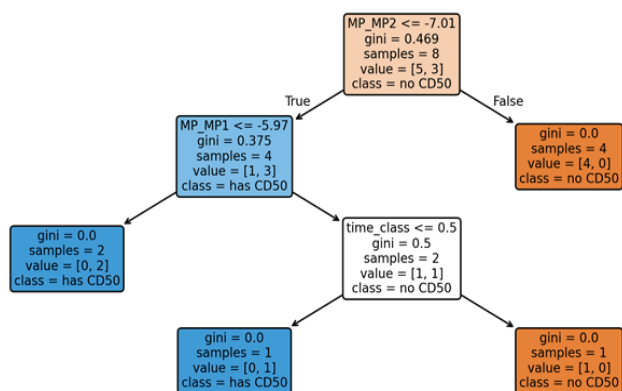 MP_MP2 <= -7.01
gini = 0.469
samples = 8
value = [5, 3]
class = no CD50
True
False
MP_MP1 <= -5.97
gini = 0.375
samples = 4
value = [1, 3]
class = has CD50
gini = 0.0
samples = 4
value = [4, 0]
class = no CD50
gini = 0.0
samples = 2
value = [0, 2]
class = has CD50
time_class <= 0.5
gini = 0.5
samples = 2
value = [1, 1]
class = no CD50
gini = 0.0
samples = 1
value = [0, 1]
class = has CD50
gini = 0.0
samples = 1
value = [1, 0]
class = no CD50